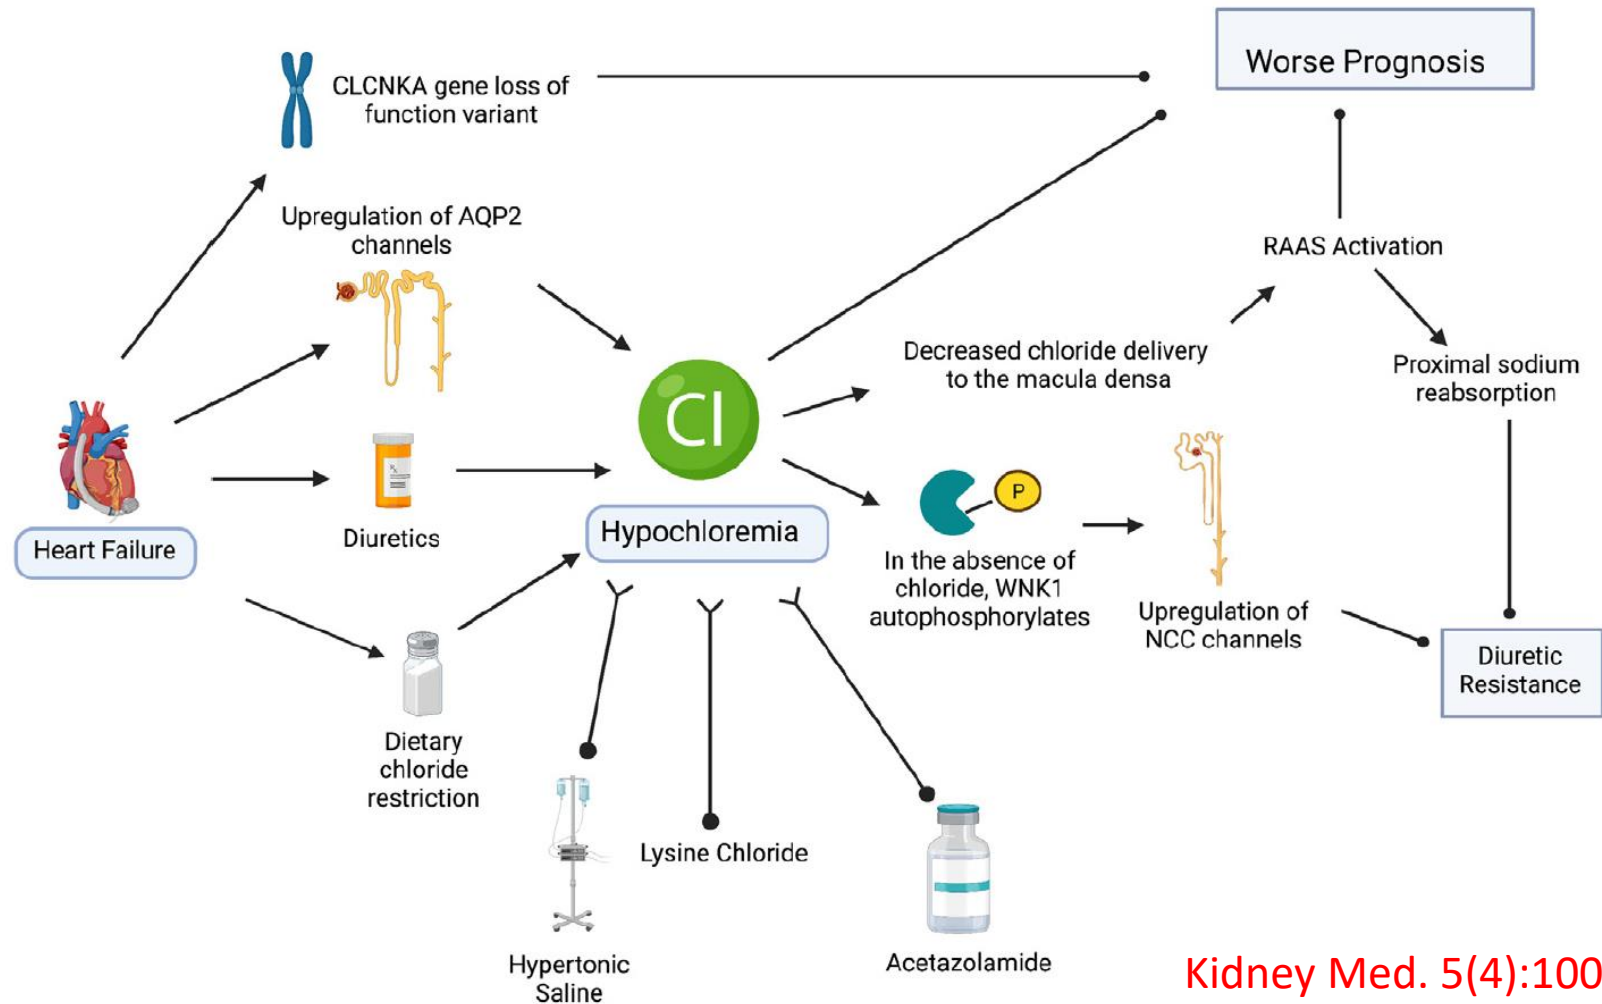 CLCNKA gene loss of
function variant
Worse Prognosis
Upregulation of AQP2
channels
RAAS Activation
Decreased chloride delivery
to the macula densa
Proximal sodium
reabsorption
Cl
Heart Failure
Diuretics
Hypochloremia
P
In the absence of
chloride, WNK1
autophosphorylates
Upregulation of
NCC channels
Diuretic
Resistance
Dietary
chloride
restriction
Lysine Chloride
Hypertonic
Saline
Acetazolamide
Kidney Med. 5(4):100